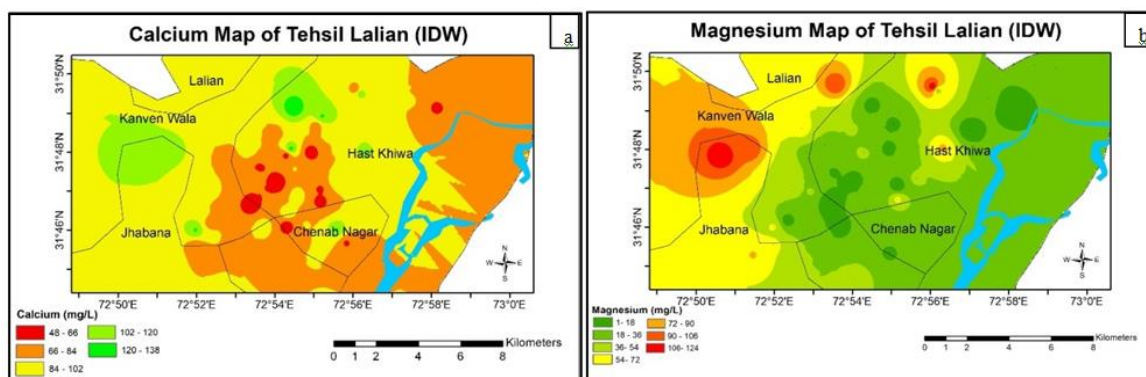 a
Calcium Map of Tehsil Lalian (IDW)
31°50'N
31°48'N
31°46'N
Lalian
Kanven Wala
Hast Khiwa
Jhabana
Chenab Nagar
N
W E
S
72°50'E 72°52'E 72°54'E 72°56'E 72°58'E 73°0'E
Calcium (mg/L)
48 - 66
66 - 84
84 - 102
102 - 120
120 - 138
0 1 2 4 6 8
Kilometers
b
Magnesium Map of Tehsil Lalian (IDW)
31°50'N
31°48'N
31°46'N
Lalian
Kanven Wala
Hast Khiwa
Jhabana
Chenab Nagar
N
W E
S
72°50'E 72°52'E 72°54'E 72°56'E 72°58'E 73°0'E
Magnesium (mg/L)
1- 18
18 - 36
36- 54
54 - 72
72 - 90
90 - 106
106- 124
0 1 2 4 6 8
Kilometers